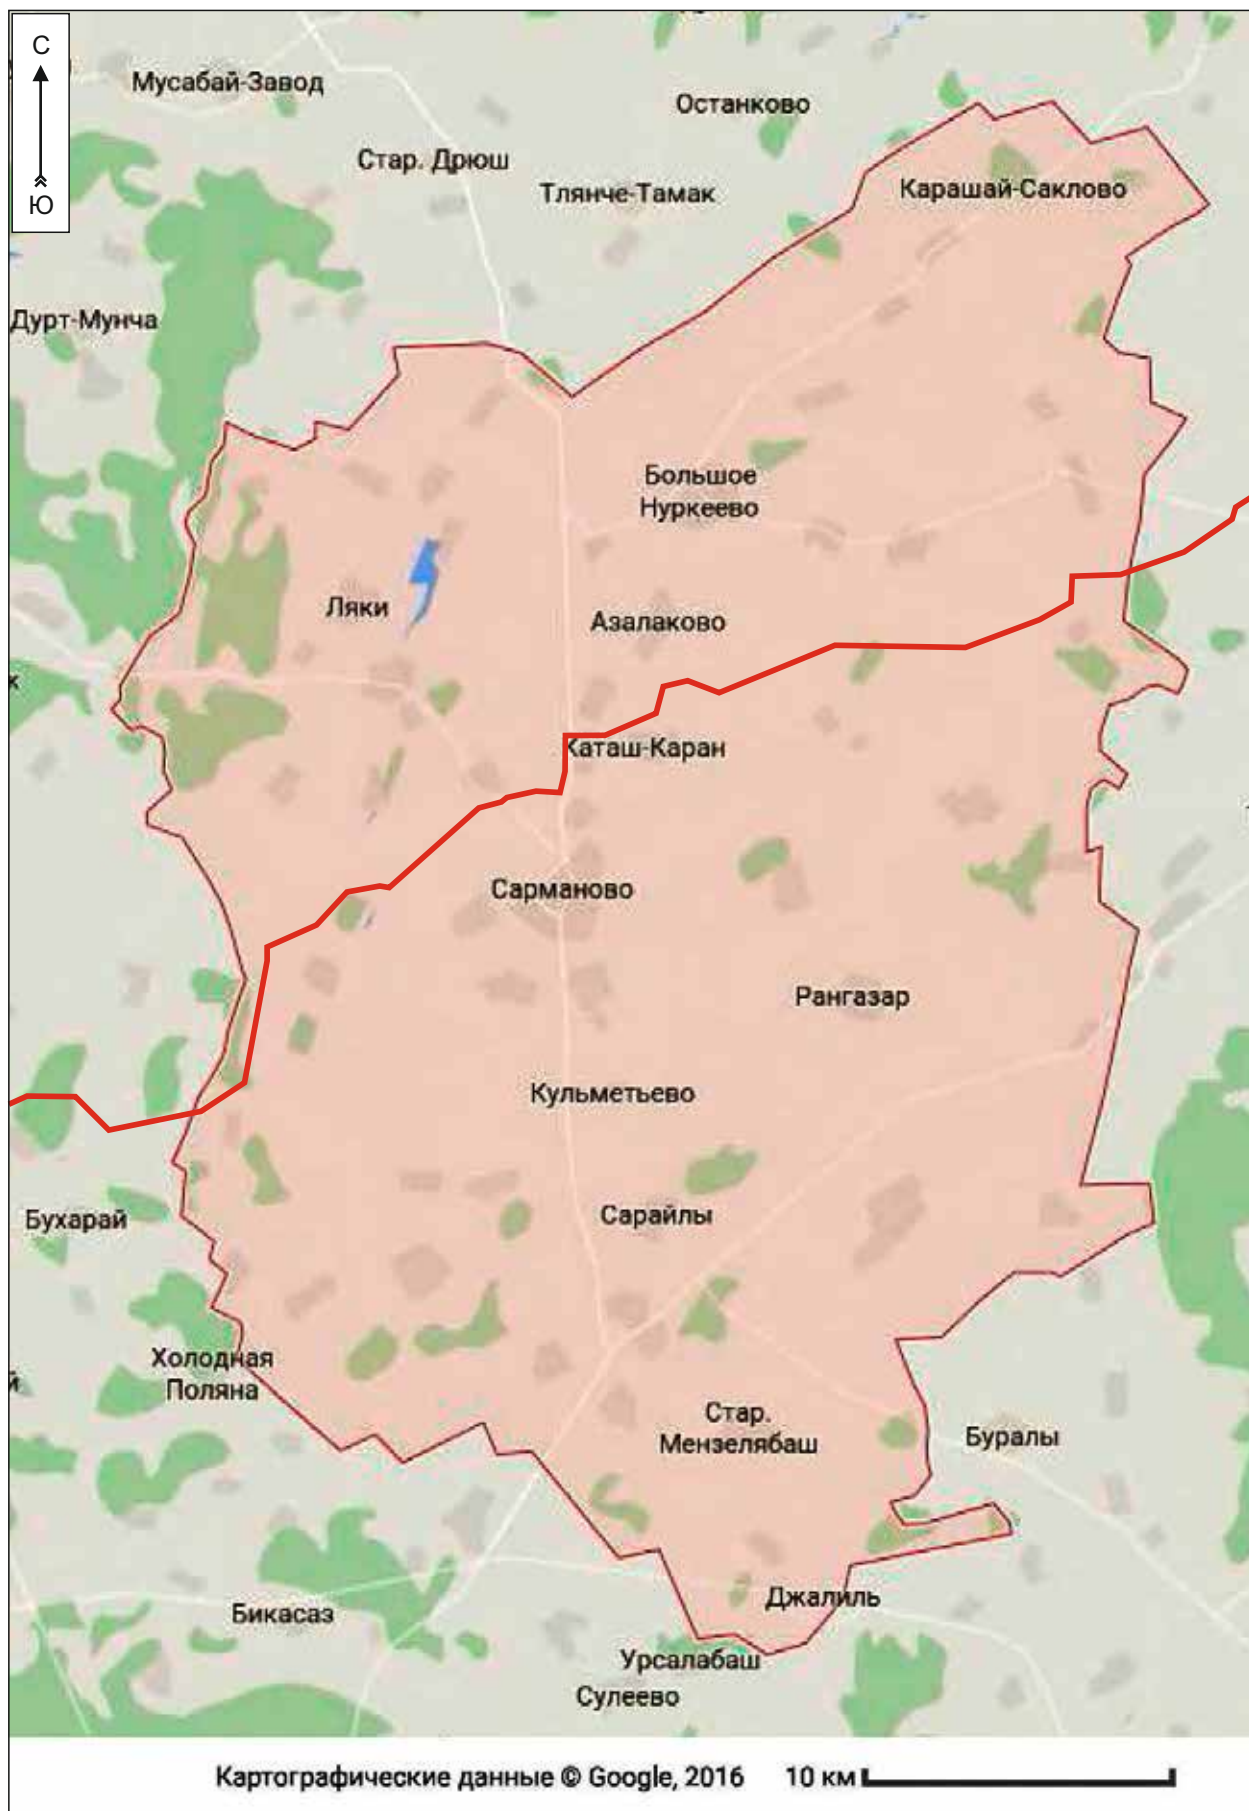 С
Ю
Мусабай-Завод
Останково
Стар. Дрюш
Тлянче-Тамак
Карашай-Саклово
Дурт-Мунча
Большое
Нуркеево
Ляки
Азалаково
к
Каташ-Каран
Сарманово
Рангазар
Кульметьево
Бухарай
Сарайлы
Холодная
Поляна
й
Стар.
Мензелябаш
Буралы
Джалиль
Бикасаз
Урсалабаш
Сулеево
Картографические данные © Google, 2016
10 км